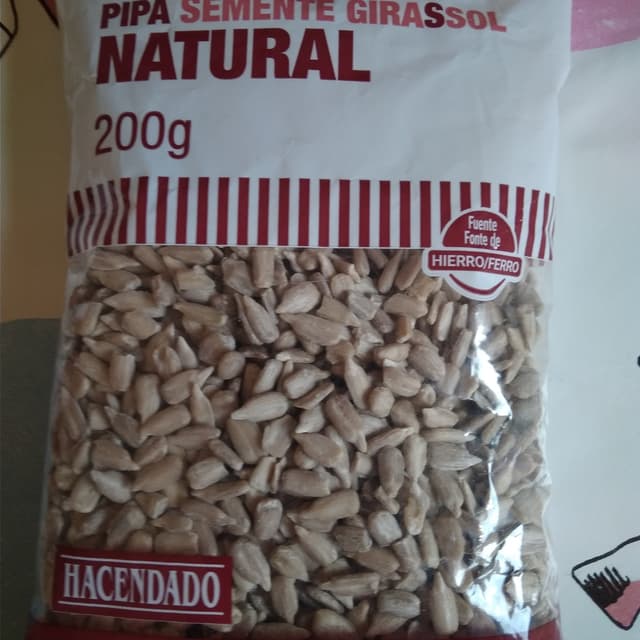 PIPA SEMENTE GIRASSOL
NATURAL
200g
Fuente
Fonte de
HIERRO/FERRO
HACENDADO